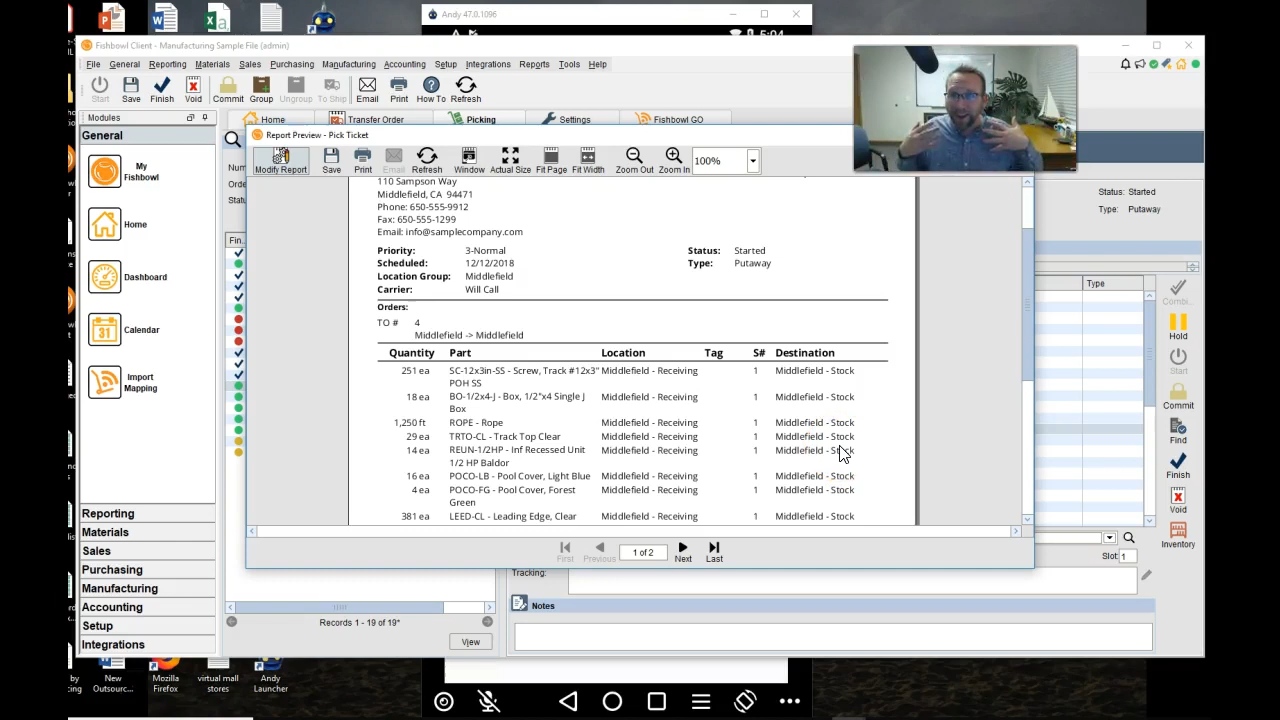 Andy 47.0.1096
5:04
Fishbowl Client - Manufacturing Sample File (admin)
File General Reporting Materials Sales Purchasing Manufacturing Accounting Setup Integrations Reports Tools Help
Start Save Finish Void Commit Group Ungroup To Ship Email Print How To Refresh
Modules
Home Transfer Order Picking Settings Fishbowl GO
General
My Fishbowl
Home
Dashboard
Calendar
31
Import Mapping
Reporting
Materials
Sales
Purchasing
Manufacturing
Accounting
Setup
Integrations
Num
Orde
Statu
Fin...
Report Preview - Pick Ticket
Modify Report Save Print Email Refresh Window Actual Size Fit Page Fit Width Zoom Out Zoom In 100%
110 Sampson Way
Middlefield, CA 94471
Phone: 650-555-9912
Fax: 650-555-1299
Email: info@samplecompany.com
Priority: 3-Normal Status: Started
Scheduled: 12/12/2018 Type: Putaway
Location Group: Middlefield
Carrier: Will Call
Orders:
TO # 4
Middlefield -> Middlefield
Quantity Part Location Tag S# Destination
251 ea SC-12x3in-SS - Screw, Track #12x3" Middlefield - Receiving 1 Middlefield - Stock
POH SS
18 ea BO-1/2x4-J - Box, 1/2"x4 Single J Middlefield - Receiving 1 Middlefield - Stock
Box
1,250 ft ROPE - Rope Middlefield - Receiving 1 Middlefield - Stock
29 ea TRTO-CL - Track Top Clear Middlefield - Receiving 1 Middlefield - Stock
14 ea REUN-1/2HP - Inf Recessed Unit Middlefield - Receiving 1 Middlefield - Stock
1/2 HP Baldor
16 ea POCO-LB - Pool Cover, Light Blue Middlefield - Receiving 1 Middlefield - Stock
4 ea POCO-FG - Pool Cover, Forest Middlefield - Receiving 1 Middlefield - Stock
Green
381 ea LEED-CL - Leading Edge, Clear Middlefield - Receiving 1 Middlefield - Stock
First Previous 1 of 2 Next Last
Status: Started
Type: Putaway
Type
Combi...
Hold
Start
Commit
Find
Finish
Void
Inventory
Slot: 1
Tracking:
Notes
Records 1 - 19 of 19*
View
by
cing
New
Outsourc...
Mozilla
Firefox
virtual mall
stores
Andy
Launcher